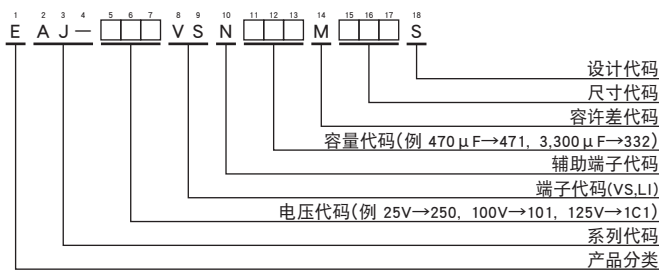 1 2 3 4 5 6 7 8 9 10 11 12 13 14 15 16 17 18
E A J — □□□ V S N □□□ M □□□ S
设计代码
尺寸代码
容许差代码
容量代码(例 470μF→471, 3,300μF→332)
辅助端子代码
端子代码(VS,LI)
电压代码(例 25V→250, 100V→101, 125V→1C1)
系列代码
产品分类